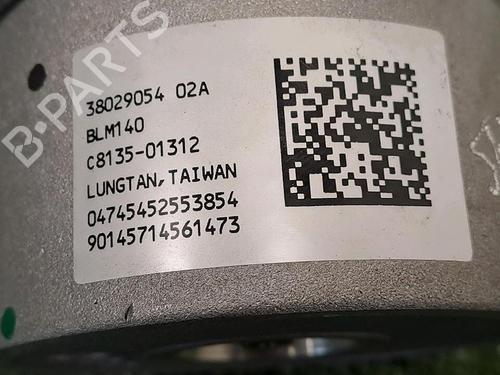 38029054 02A
BLM140
C8135-01312
LUNGTAN, TAIWAN
04745452553854
90145714561473
B-PARTS